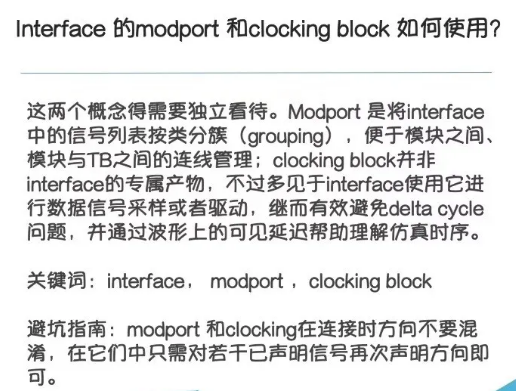 Interface 的modport 和clocking block 如何使用?
这两个概念得需要独立看待。Modport 是将interface
中的信号列表按类分簇（grouping），便于模块之间、
模块与TB之间的连线管理；clocking block并非
interface的专属产物，不过多见于interface使用它进
行数据信号采样或者驱动，继而有效避免delta cycle
问题，并通过波形上的可见延迟帮助理解仿真时序。
关键词：interface， modport ，clocking block
避坑指南：modport 和clocking在连接时方向不要混
淆，在它们中只需对若干已声明信号再次声明方向即
可。